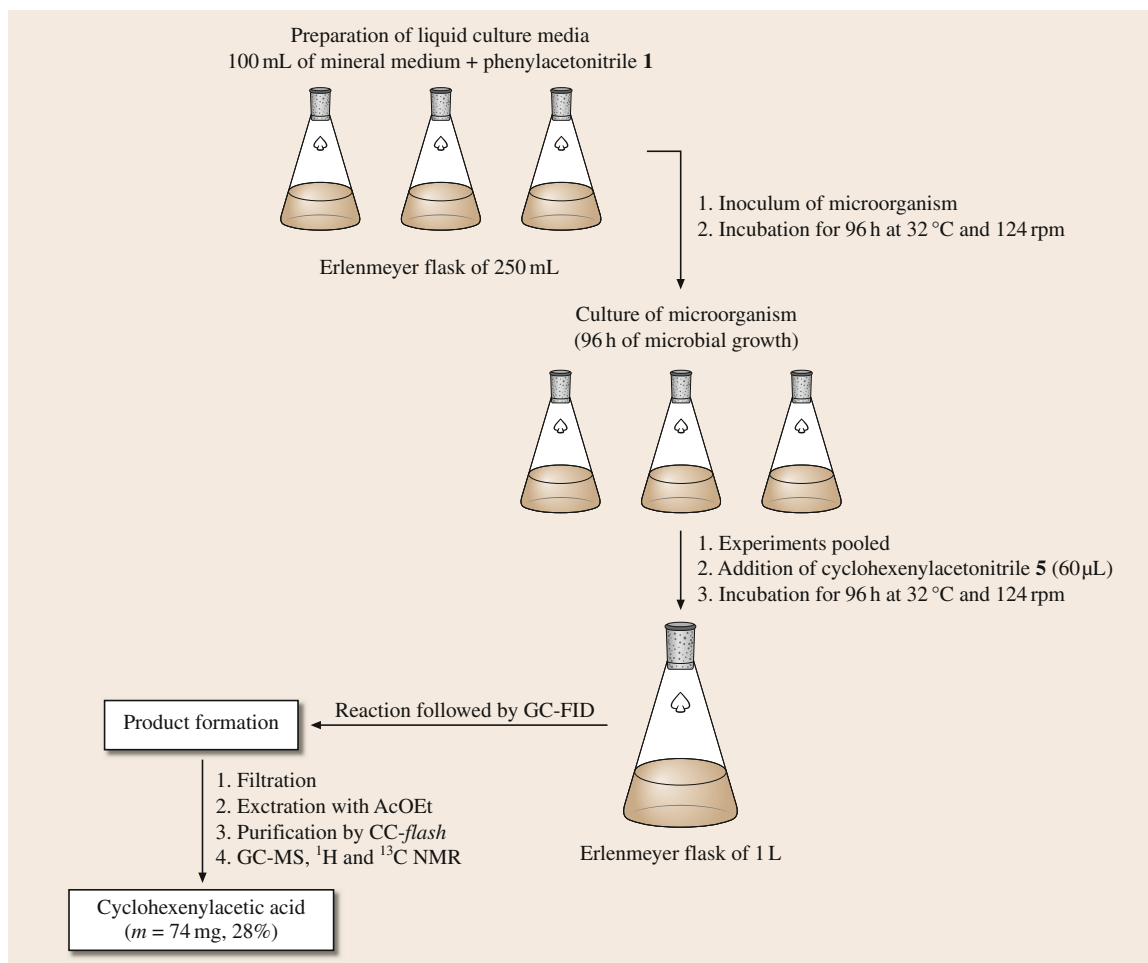 Preparation of liquid culture media
100 mL of mineral medium + phenylacetonitrile 1
1. Inoculum of microorganism
2. Incubation for 96 h at 32 °C and 124 rpm
Erlenmeyer flask of 250 mL
Culture of microorganism
(96 h of microbial growth)
1. Experiments pooled
2. Addition of cyclohexenylacetonitrile 5 (60 μL)
3. Incubation for 96 h at 32 °C and 124 rpm
Reaction followed by GC-FID
Product formation
1. Filtration
2. Exctration with AcOEt
3. Purification by CC-flash
4. GC-MS, ¹H and ¹³C NMR
Erlenmeyer flask of 1 L
Cyclohexenylacetic acid
(m = 74 mg, 28%)